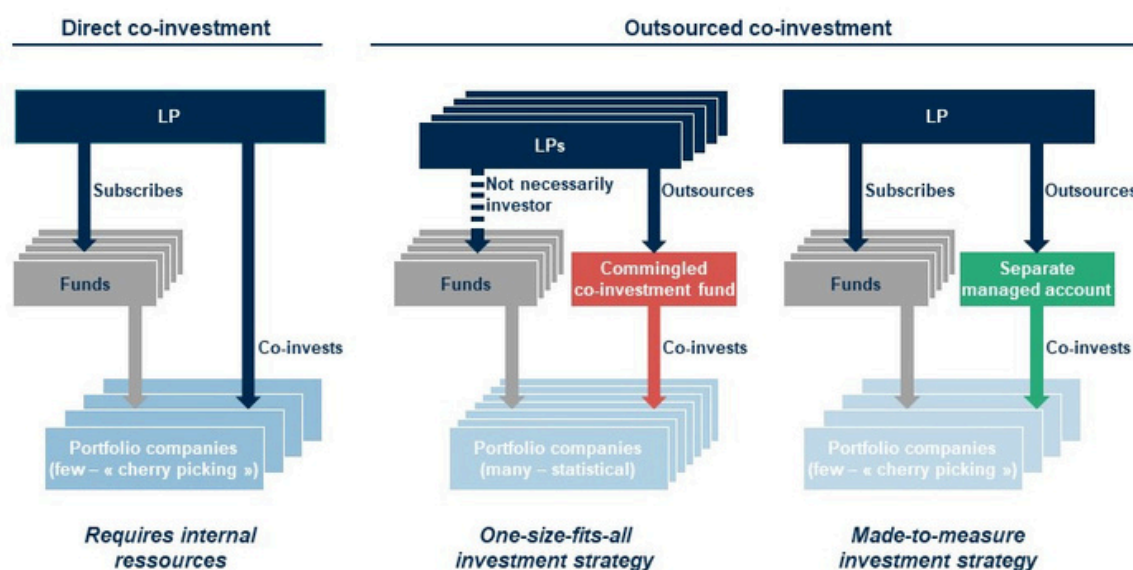 Direct co-investment
Outsourced co-investment
LP
Subscribes
Funds
Co-invests
Portfolio companies
(few – « cherry picking »)
Requires internal
ressources
LPs
Not necessarily
investor
Outsources
Funds
Commingled
co-investment fund
Co-invests
Portfolio companies
(many – statistical)
One-size-fits-all
investment strategy
LP
Subscribes
Outsources
Funds
Separate
managed account
Co-invests
Portfolio companies
(few – « cherry picking »)
Made-to-measure
investment strategy